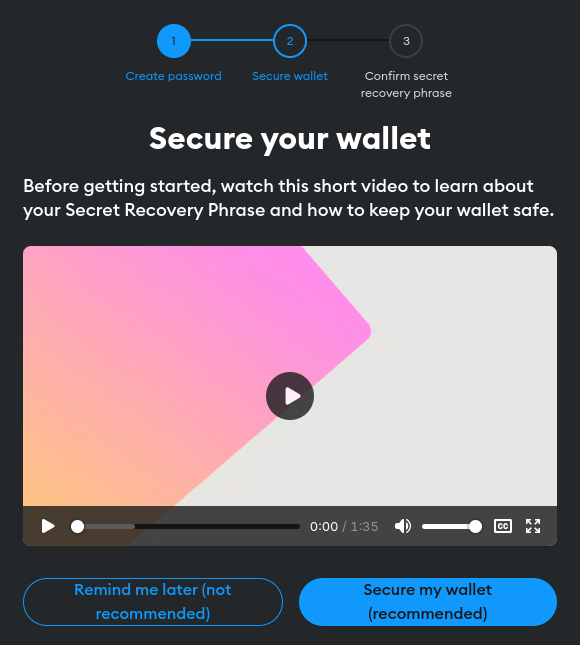 1
2
3
Create password
Secure wallet
Confirm secret
recovery phrase
Secure your wallet
Before getting started, watch this short video to learn about
your Secret Recovery Phrase and how to keep your wallet safe.
0:00 / 1:35
CC
Remind me later (not
recommended)
Secure my wallet
(recommended)